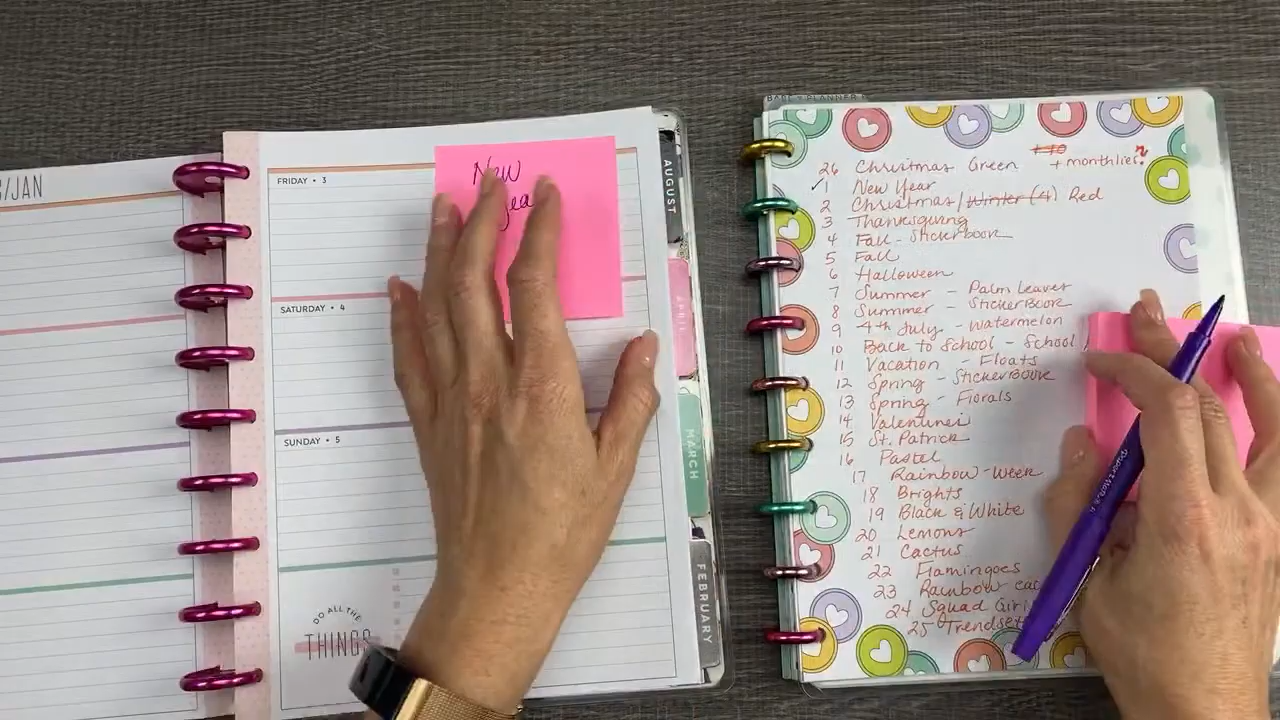 /JAN
FRIDAY • 3
New
SATURDAY • 4
SUNDAY • 5
DO ALL THE
THINGS
AUGUST
APRIL
MARCH
FEBRUARY
+10
+ monthlies?
26 Christmas Green
✓ 1 New Year
2 Christmas/Winter (4) Red
3 Thanksgiving
4 Fall - Stickerbook
5 Fall
6 Halloween
7 Summer - Palm Leaves
8 Summer - StickerBook
9 4th July - Watermelon
10 Back to School - School
11 Vacation - Floats
12 Spring - StickerBook
13 Spring - Florals
14 Valentines
15 St. Patrick
16 Pastel
17 Rainbow - Week
18 Brights
19 Black & White
20 Lemons
21 Cactus
22 Flamingoes
23 Rainbow
24 Squad
25